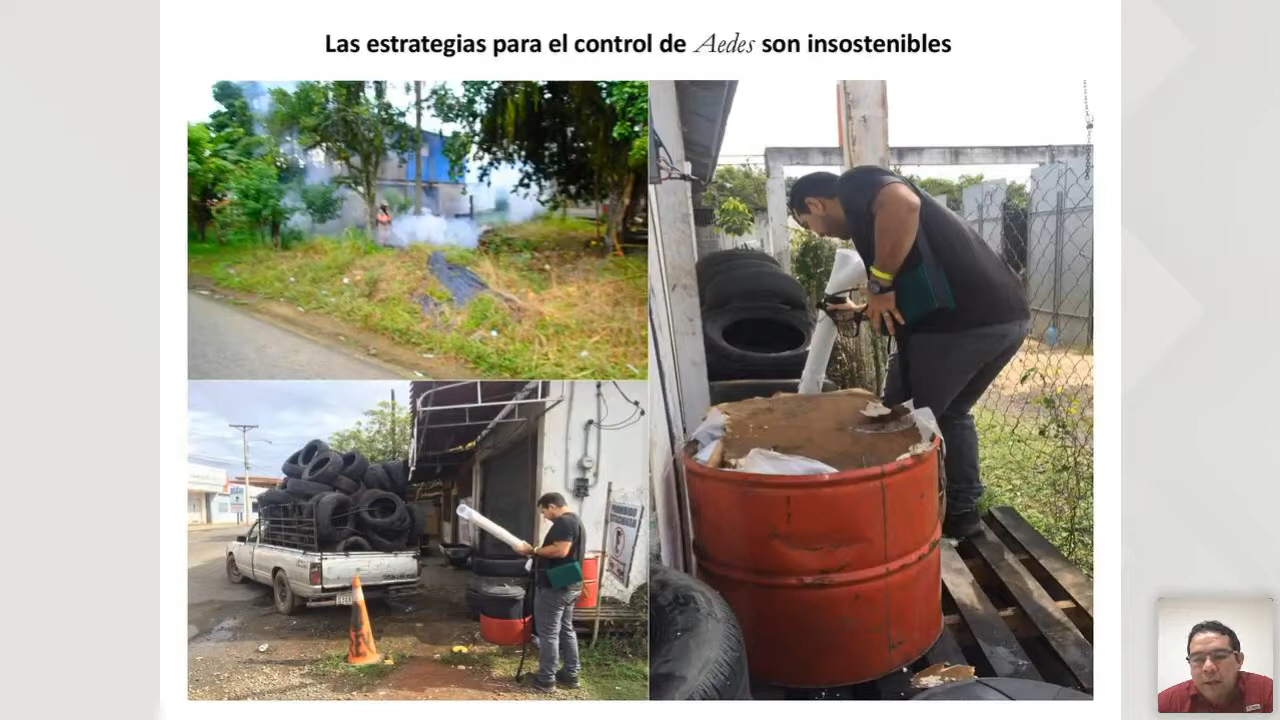 Las estrategias para el control de Aedes son insostenibles